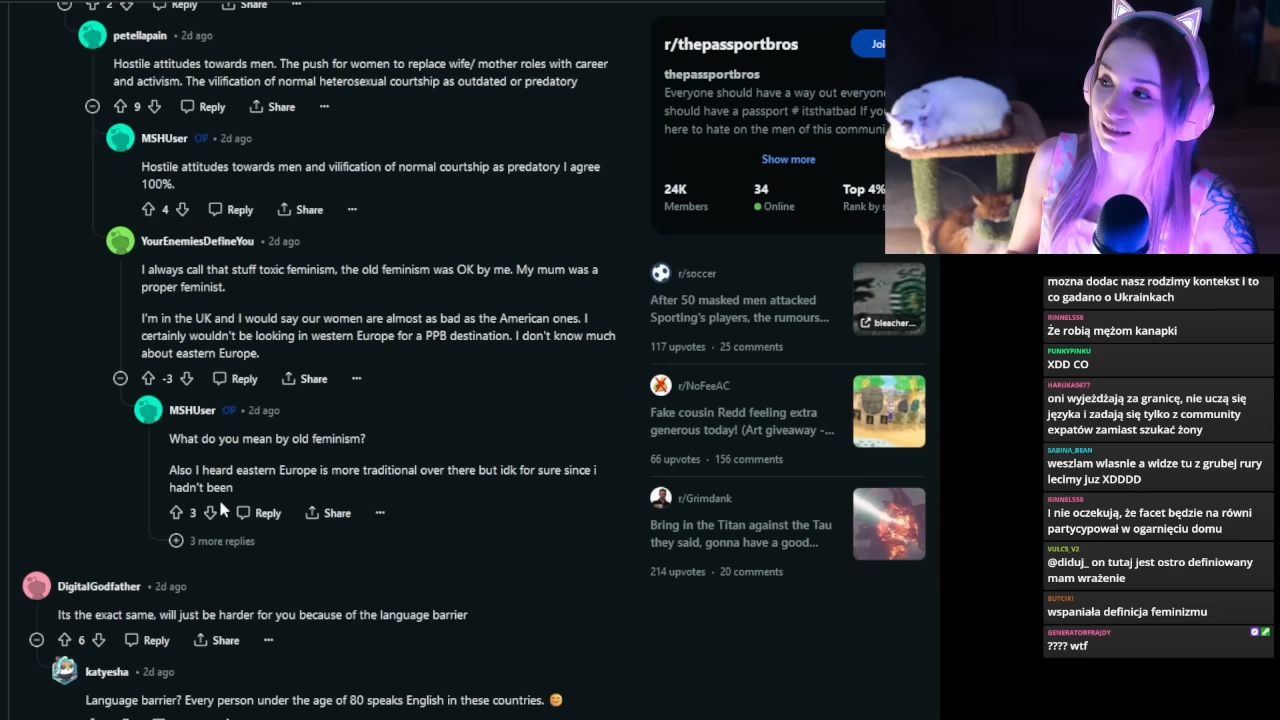 2
Reply
Share
petellapain • 2d ago
Hostile attitudes towards men. The push for women to replace wife/ mother roles with career
and activism. The vilification of normal heterosexual courtship as outdated or predatory
9
Reply
Share
MSHUser OP • 2d ago
Hostile attitudes towards men and vilification of normal courtship as predatory I agree
100%.
4
Reply
Share
YourEnemiesDefineYou • 2d ago
I always call that stuff toxic feminism, the old feminism was OK by me. My mum was a
proper feminist.
I'm in the UK and I would say our women are almost as bad as the American ones. I
certainly wouldn't be looking in western Europe for a PPB destination. I don't know much
about eastern Europe.
-3
Reply
Share
MSHUser OP • 2d ago
What do you mean by old feminism?
Also I heard eastern Europe is more traditional over there but idk for sure since i
hadn't been
3
Reply
Share
3 more replies
DigitalGodfather • 2d ago
Its the exact same, will just be harder for you because of the language barrier
6
Reply
Share
katyesha • 2d ago
Language barrier? Every person under the age of 80 speaks English in these countries. 😊
r/thepassportbros
Joi
thepassportbros
Everyone should have a way out everyone
should have a passport # itsthatbad If you
here to hate on the men of this communi
Show more
24K
34
Top 4%
Members
Online
Rank by s
r/soccer
After 50 masked men attacked
Sporting's players, the rumours...
bleacher...
117 upvotes • 25 comments
r/NoFeeAC
Fake cousin Redd feeling extra
generous today! (Art giveaway -...
66 upvotes • 156 comments
r/Grimdank
Bring in the Titan against the Tau
they said, gonna have a good...
214 upvotes • 20 comments
mozna dodac nasz rodzimy kontekst I to
co gadano o Ukrainkach
RINNEL558
Że robią mężom kanapki
FUNKYPINKU
XDD CO
HARUKA5677
oni wyjeżdżają za granicę, nie uczą się
języka i zadają się tylko z community
expatów zamiast szukać żony
SABINA_BEAN
weszlam wlasnie a widze tu z grubej rury
lecimy juz XDDDD
RINNEL558
I nie oczekują, że facet będzie na równi
partycypował w ogarnięciu domu
VULCS_V2
@diduj_ on tutaj jest ostro definiowany
mam wrażenie
BUTCIKI
wspaniała definicja feminizmu
GENERATORFRAJDY
???? wtf